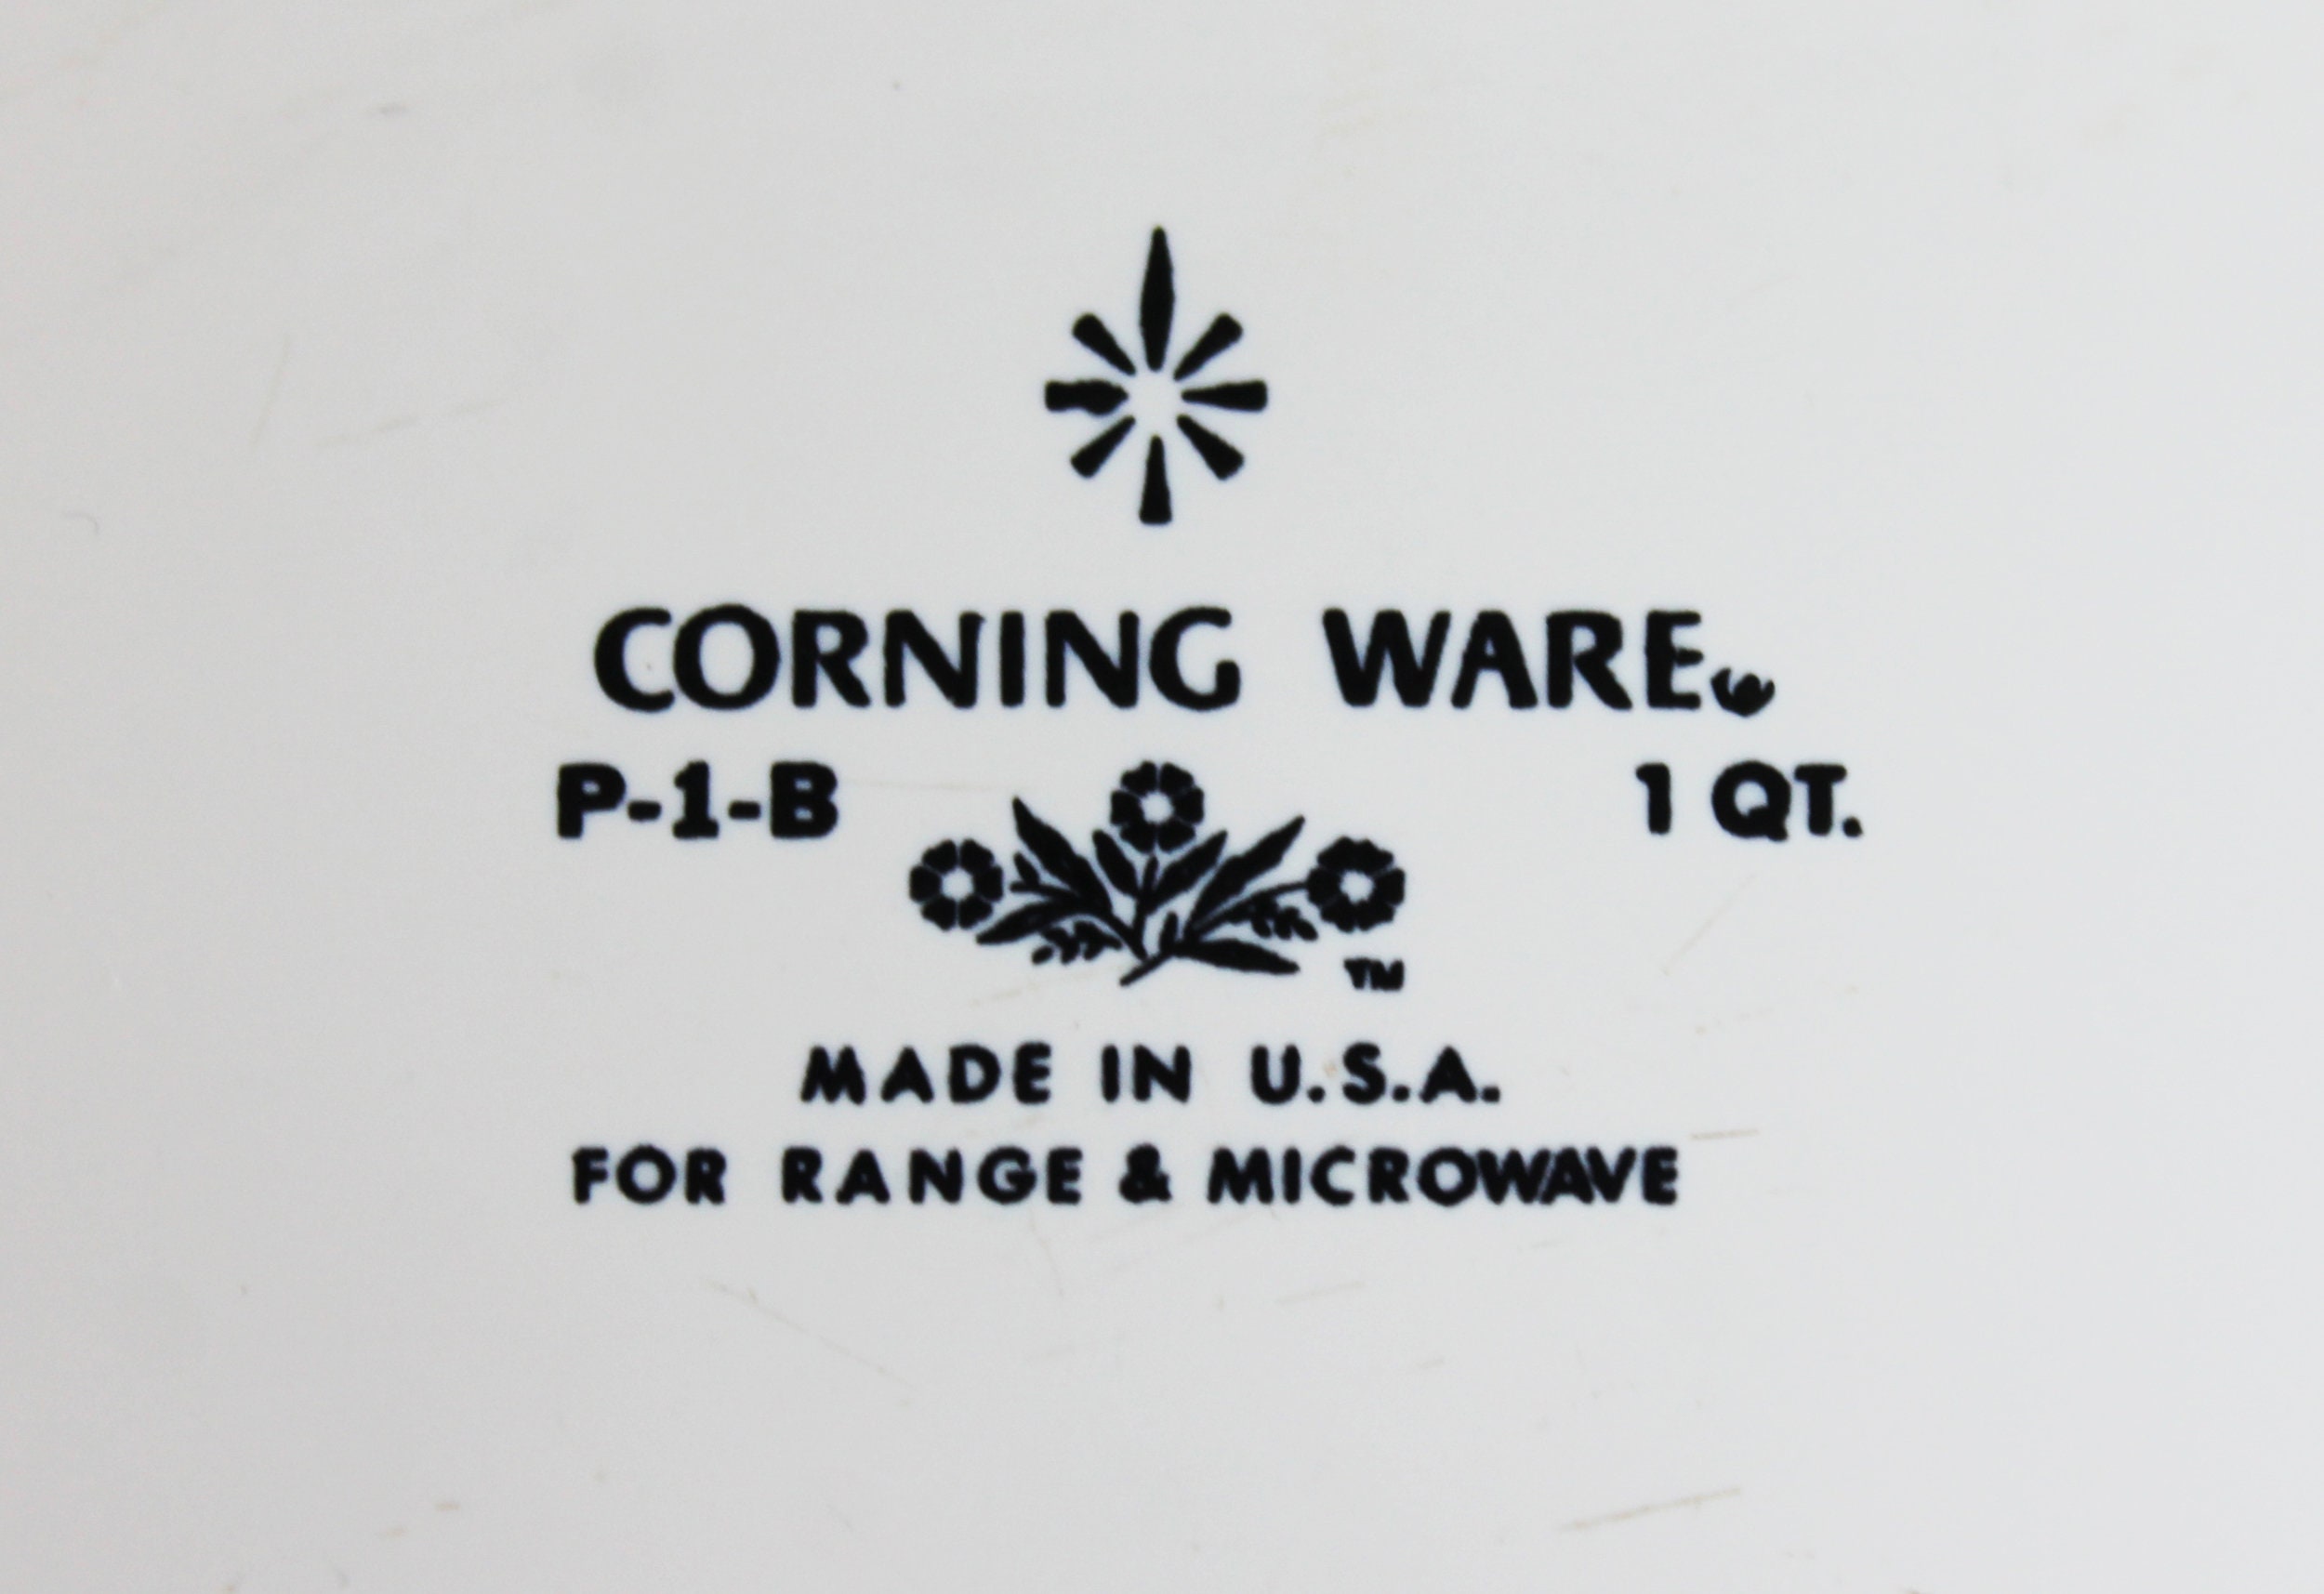 CORNING WARE®
P-1-B 1 QT.
TM
MADE IN U.S.A.
FOR RANGE & MICROWAVE